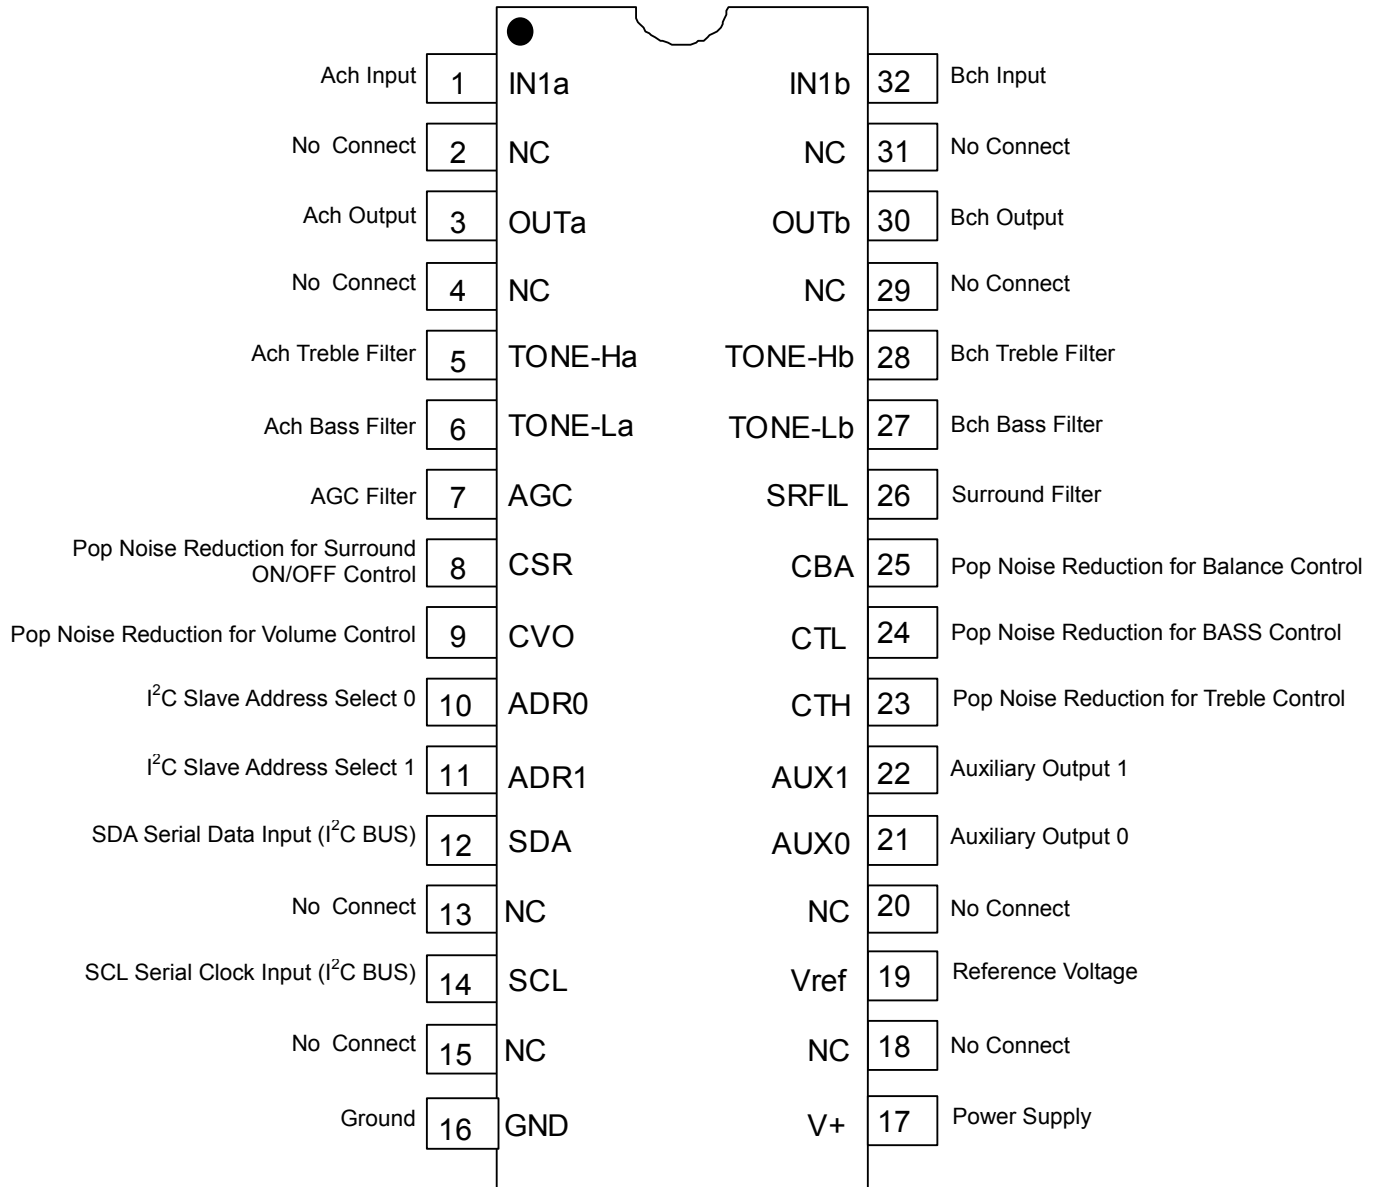 Ach Input 1 IN1a IN1b 32 Bch Input
No Connect 2 NC NC 31 No Connect
Ach Output 3 OUTa OUTb 30 Bch Output
No Connect 4 NC NC 29 No Connect
Ach Treble Filter 5 TONE-Ha TONE-Hb 28 Bch Treble Filter
Ach Bass Filter 6 TONE-La TONE-Lb 27 Bch Bass Filter
AGC Filter 7 AGC SRFIL 26 Surround Filter
Pop Noise Reduction for Surround
ON/OFF Control 8 CSR CBA 25 Pop Noise Reduction for Balance Control
Pop Noise Reduction for Volume Control 9 CVO CTL 24 Pop Noise Reduction for BASS Control
I²C Slave Address Select 0 10 ADR0 CTH 23 Pop Noise Reduction for Treble Control
I²C Slave Address Select 1 11 ADR1 AUX1 22 Auxiliary Output 1
SDA Serial Data Input (I²C BUS) 12 SDA AUX0 21 Auxiliary Output 0
No Connect 13 NC NC 20 No Connect
SCL Serial Clock Input (I²C BUS) 14 SCL Vref 19 Reference Voltage
No Connect 15 NC NC 18 No Connect
Ground 16 GND V+ 17 Power Supply